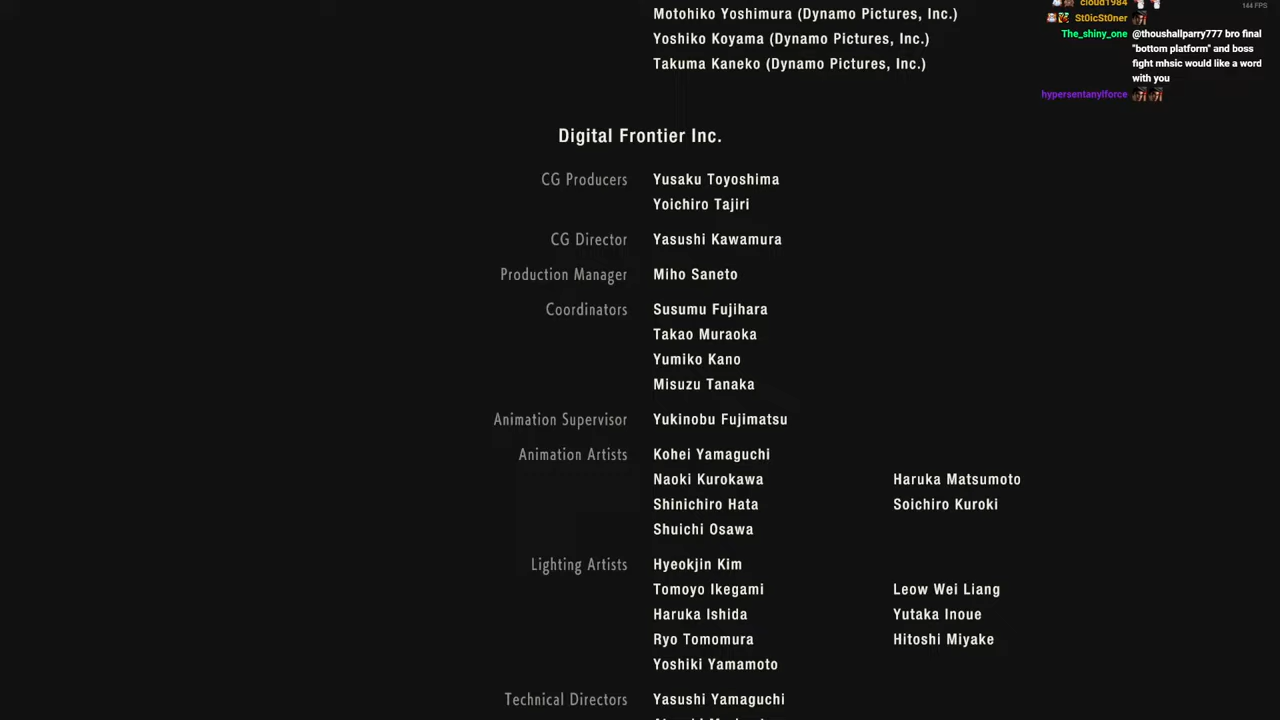 Motohiko Yoshimura (Dynamo Pictures, Inc.)
Yoshiko Koyama (Dynamo Pictures, Inc.)
Takuma Kaneko (Dynamo Pictures, Inc.)
cloud1984
St0icSt0ner
The_shiny_one @thoushallparry777 bro final
"bottom platform" and boss
fight mhsic would like a word
with you
hypersentanylforce
144 FPS
Digital Frontier Inc.
CG Producers Yusaku Toyoshima
Yoichiro Tajiri
CG Director Yasushi Kawamura
Production Manager Miho Saneto
Coordinators Susumu Fujihara
Takao Muraoka
Yumiko Kano
Misuzu Tanaka
Animation Supervisor Yukinobu Fujimatsu
Animation Artists Kohei Yamaguchi
Naoki Kurokawa Haruka Matsumoto
Shinichiro Hata Soichiro Kuroki
Shuichi Osawa
Lighting Artists Hyeokjin Kim
Tomoyo Ikegami Leow Wei Liang
Haruka Ishida Yutaka Inoue
Ryo Tomomura Hitoshi Miyake
Yoshiki Yamamoto
Technical Directors Yasushi Yamaguchi